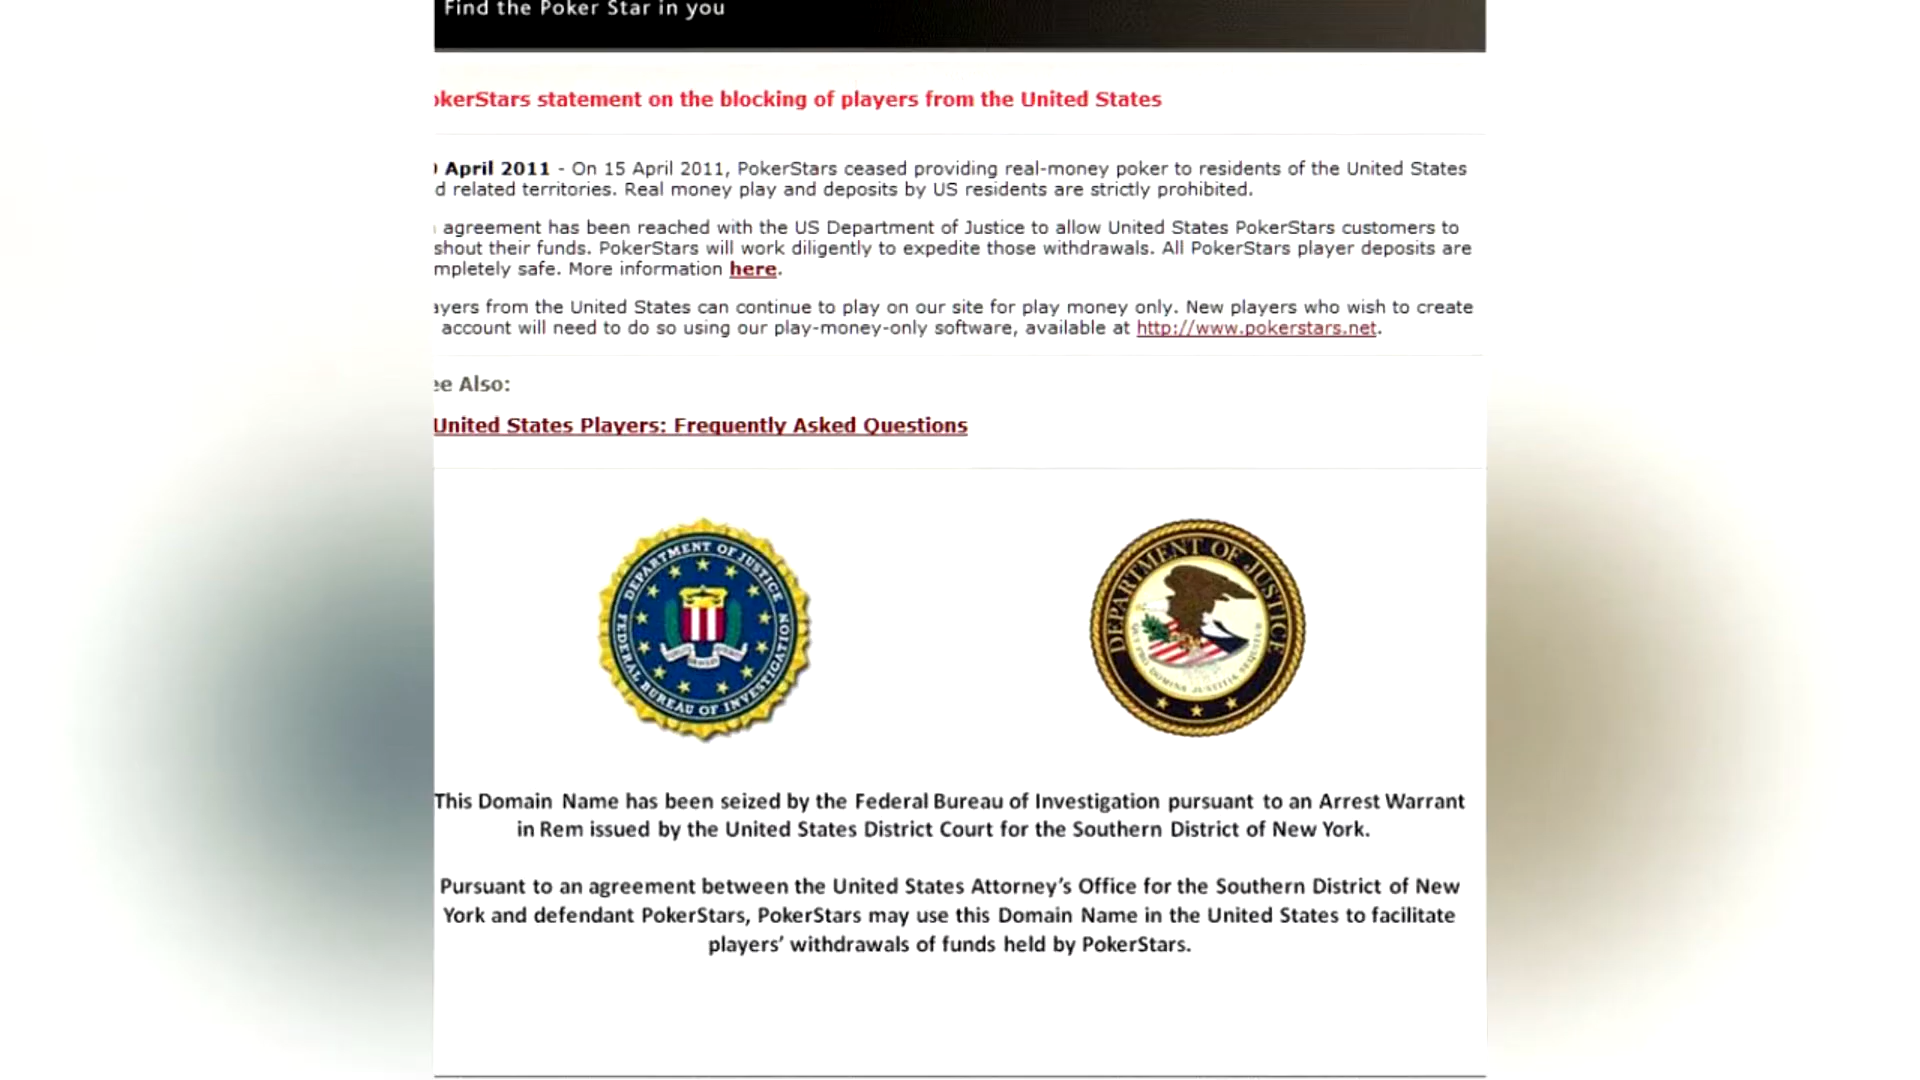 Find the Poker Star in you
okerStars statement on the blocking of players from the United States
April 2011 - On 15 April 2011, PokerStars ceased providing real-money poker to residents of the United States
d related territories. Real money play and deposits by US residents are strictly prohibited.
agreement has been reached with the US Department of Justice to allow United States PokerStars customers to
shout their funds. PokerStars will work diligently to expedite those withdrawals. All PokerStars player deposits are
mpletely safe. More information here.
ayers from the United States can continue to play on our site for play money only. New players who wish to create
account will need to do so using our play-money-only software, available at http://www.pokerstars.net.
ee Also:
United States Players: Frequently Asked Questions
DEPARTMENT OF JUSTICE
FEDERAL BUREAU OF INVESTIGATION
DEPARTMENT OF JUSTICE
QUI PRO DOMINA JUSTITIA SEQUITUR
This Domain Name has been seized by the Federal Bureau of Investigation pursuant to an Arrest Warrant
in Rem issued by the United States District Court for the Southern District of New York.
Pursuant to an agreement between the United States Attorney's Office for the Southern District of New
York and defendant PokerStars, PokerStars may use this Domain Name in the United States to facilitate
players' withdrawals of funds held by PokerStars.